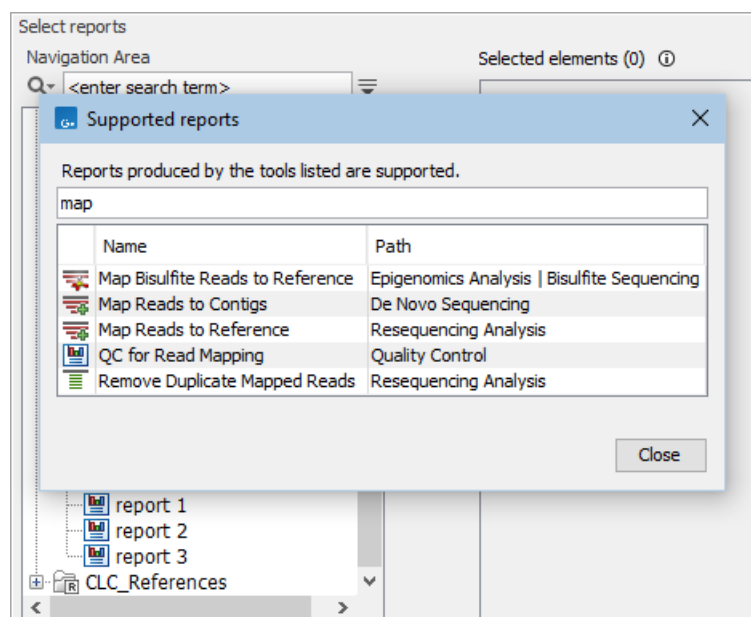 Select reports
Navigation Area
Selected elements (0)
<enter search term>
G.
Supported reports
Reports produced by the tools listed are supported.
map
Name Path
Map Bisulfite Reads to Reference Epigenomics Analysis | Bisulfite Sequencing
Map Reads to Contigs De Novo Sequencing
Map Reads to Reference Resequencing Analysis
QC for Read Mapping Quality Control
Remove Duplicate Mapped Reads Resequencing Analysis
Close
report 1
report 2
report 3
R CLC_References